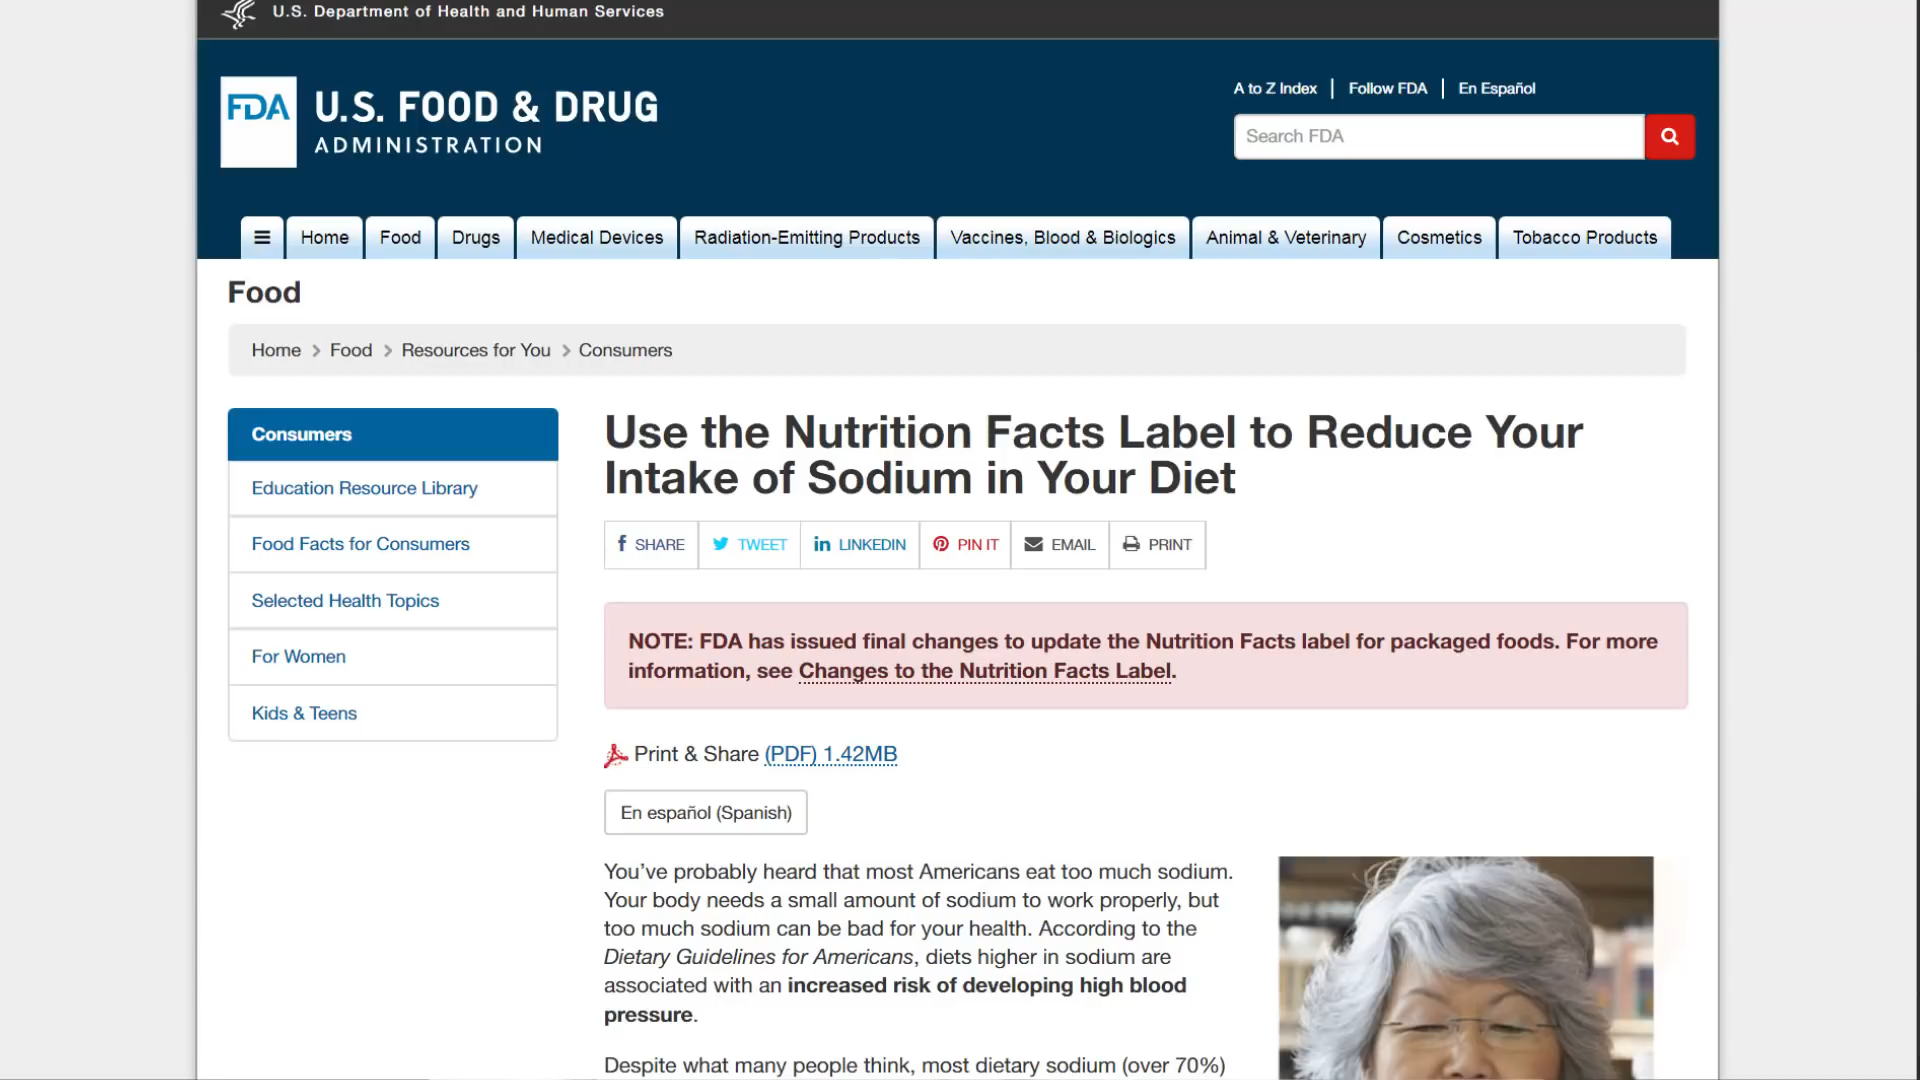 U.S. Department of Health and Human Services
FDA
U.S. FOOD & DRUG
ADMINISTRATION
A to Z Index
Follow FDA
En Español
Search FDA
Home
Food
Drugs
Medical Devices
Radiation-Emitting Products
Vaccines, Blood & Biologics
Animal & Veterinary
Cosmetics
Tobacco Products
Food
Home
Food
Resources for You
Consumers
Consumers
Education Resource Library
Food Facts for Consumers
Selected Health Topics
For Women
Kids & Teens
Use the Nutrition Facts Label to Reduce Your
Intake of Sodium in Your Diet
SHARE
TWEET
LINKEDIN
PIN IT
EMAIL
PRINT
NOTE: FDA has issued final changes to update the Nutrition Facts label for packaged foods. For more
information, see Changes to the Nutrition Facts Label.
Print & Share (PDF) 1.42MB
En español (Spanish)
You’ve probably heard that most Americans eat too much sodium.
Your body needs a small amount of sodium to work properly, but
too much sodium can be bad for your health. According to the
Dietary Guidelines for Americans, diets higher in sodium are
associated with an increased risk of developing high blood
pressure.
Despite what many people think, most dietary sodium (over 70%)